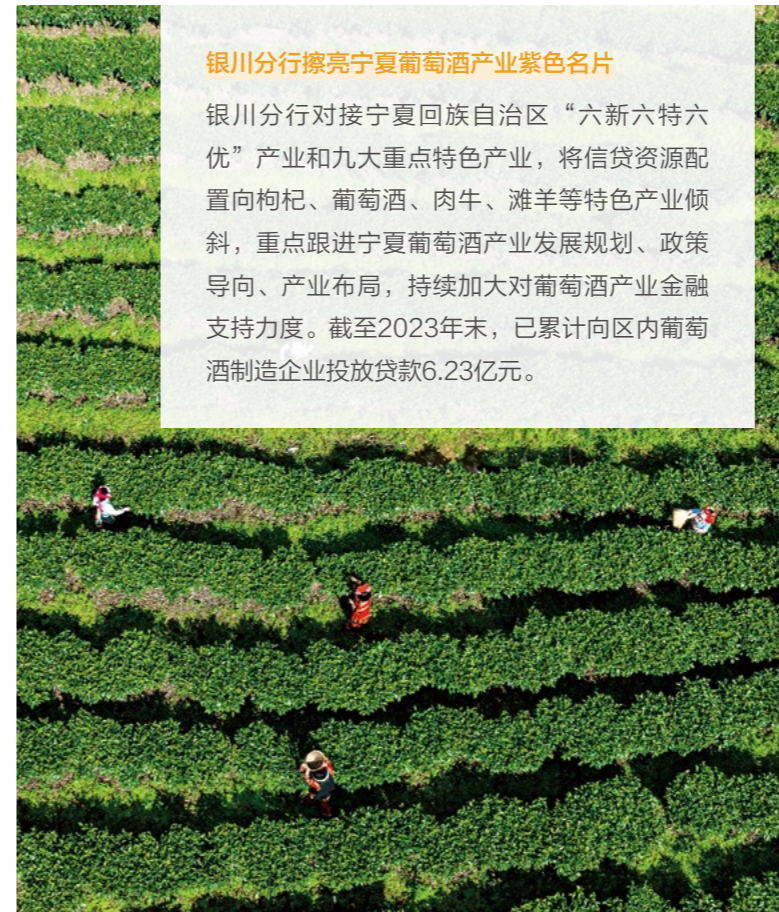 银川分行擦亮宁夏葡萄酒产业紫色名片
银川分行对接宁夏回族自治区“六新六特六
优”产业和九大重点特色产业，将信贷资源配
置向枸杞、葡萄酒、肉牛、滩羊等特色产业倾
斜，重点跟进宁夏葡萄酒产业发展规划、政策
导向、产业布局，持续加大对葡萄酒产业金融
支持力度。截至2023年末，已累计向区内葡萄
酒制造企业投放贷款6.23亿元。